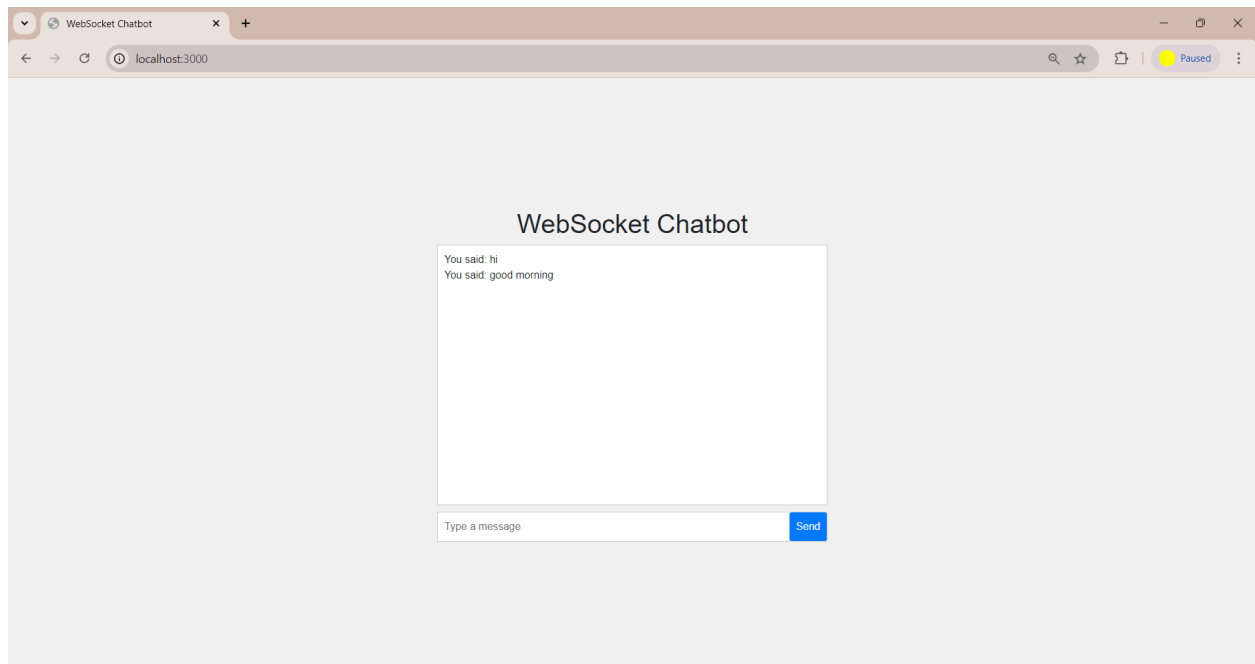 WebSocket Chatbot
localhost:3000
Paused
WebSocket Chatbot
You said: hi
You said: good morning
Type a message
Send